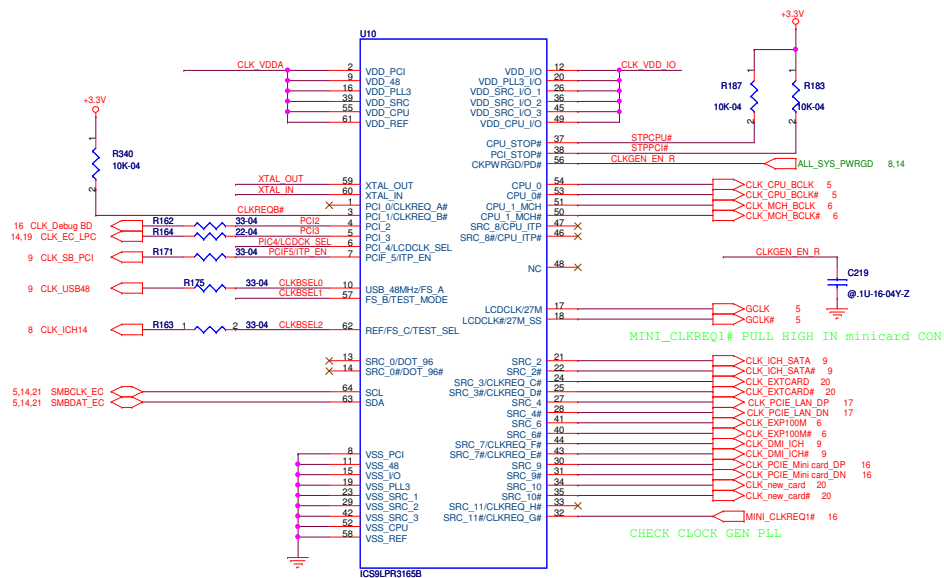 +3.3V
U10
CLK_VDDA 2 VDD_PCI VDD_I/O 12 CLK_VDD_IO
9 VDD_48 VDD_PLL3_I/O 20
16 VDD_PLL3 VDD_SRC_I/O_1 26
39 VDD_SRC VDD_SRC_I/O_2 36
55 VDD_CPU VDD_SRC_I/O_3 45
61 VDD_REF VDD_CPU_I/O 49
R187 10K-04 1 2
R183 10K-04 1 2
+3.3V
R340 10K-04 1 2
CPU_STOP# 37 STPCPU#
PCI_STOP# 38 STPPCI#
CKPWRGD/PD# 56 CLKGEN_EN_R ALL_SYS_PWRGD 8,14
XTAL_OUT 59 XTAL_OUT CPU_0 54 CLK_CPU_BCLK 5
XTAL_IN 60 XTAL_IN CPU_0# 53 CLK_CPU_BCLK# 5
1 PCI_0/CLKREQ_A# CPU_1_MCH 51 CLK_MCH_BCLK 6
CLKREQB# 3 PCI_1/CLKREQ_B# CPU_1_MCH# 50 CLK_MCH_BCLK# 6
16 CLK_Debug BD R162 33-04 PCI2 4 PCI_2 SRC_8/CPU_ITP 47
14,19 CLK_EC_LPC R164 22-04 PCI3 5 PCI_3 SRC_8#/CPU_ITP# 46
PIC4/LCDCK_SEL 6 PCI_4/LCDCLK_SEL
9 CLK_SB_PCI R171 33-04 PCIF5/ITP_EN 7 PCIF_5/ITP_EN
NC 48
CLKGEN_EN_R
C219
@.1U-16-04Y-Z
9 CLK_USB48 R175 33-04 CLKBSEL0 10 USB_48MHz/FS_A
CLKBSEL1 57 FS_B/TEST_MODE
LCDCLK/27M 17 GCLK 5
LCDCLK#/27M_SS 18 GCLK# 5
8 CLK_ICH14 R163 1 2 33-04 CLKBSEL2 62 REF/FS_C/TEST_SEL
MINI_CLKREQ1# PULL HIGH IN minicard CON
13 SRC_0/DOT_96 SRC_2 21 CLK_ICH_SATA 9
14 SRC_0#/DOT_96# SRC_2# 22 CLK_ICH_SATA# 9
SRC_3/CLKREQ_C# 24 CLK_EXTCARD 20
5,14,21 SMBCLK_EC 64 SCL SRC_3#/CLKREQ_D# 25 CLK_EXTCARD# 20
5,14,21 SMBDAT_EC 63 SDA SRC_4 27 CLK_PCIE_LAN_DP 17
SRC_4# 28 CLK_PCIE_LAN_DN 17
SRC_6 41 CLK_EXP100M 6
SRC_6# 40 CLK_EXP100M# 6
SRC_7/CLKREQ_F# 44 CLK_DMI_ICH 9
8 VSS_PCI SRC_7#/CLKREQ_E# 43 CLK_DMI_ICH# 9
11 VSS_48 SRC_9 30 CLK_PCIE_Mini card_DP 16
15 VSS_I/O SRC_9# 31 CLK_PCIE_Mini card_DN 16
19 VSS_PLL3 SRC_10 34 CLK_new_card 20
23 VSS_SRC_1 SRC_10# 35 CLK_new_card# 20
29 VSS_SRC_2 SRC_11/CLKREQ_H# 33
42 VSS_SRC_3 SRC_11#/CLKREQ_G# 32 MINI_CLKREQ1# 16
52 VSS_CPU
58 VSS_REF
CHECK CLOCK GEN PLL
ICS9LPR3165B